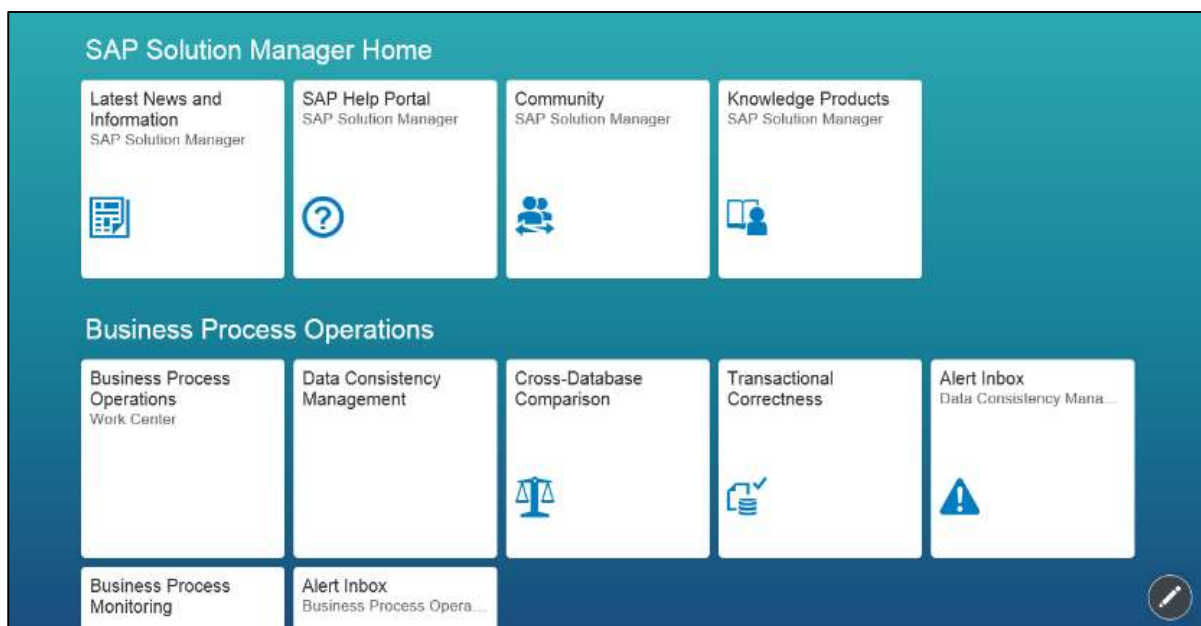 SAP Solution Manager Home
Latest News and
Information
SAP Solution Manager
SAP Help Portal
SAP Solution Manager
Community
SAP Solution Manager
Knowledge Products
SAP Solution Manager
Business Process Operations
Business Process
Operations
Work Center
Data Consistency
Management
Cross-Database
Comparison
Transactional
Correctness
Alert Inbox
Data Consistency Mana...
Business Process
Monitoring
Alert Inbox
Business Process Opera...